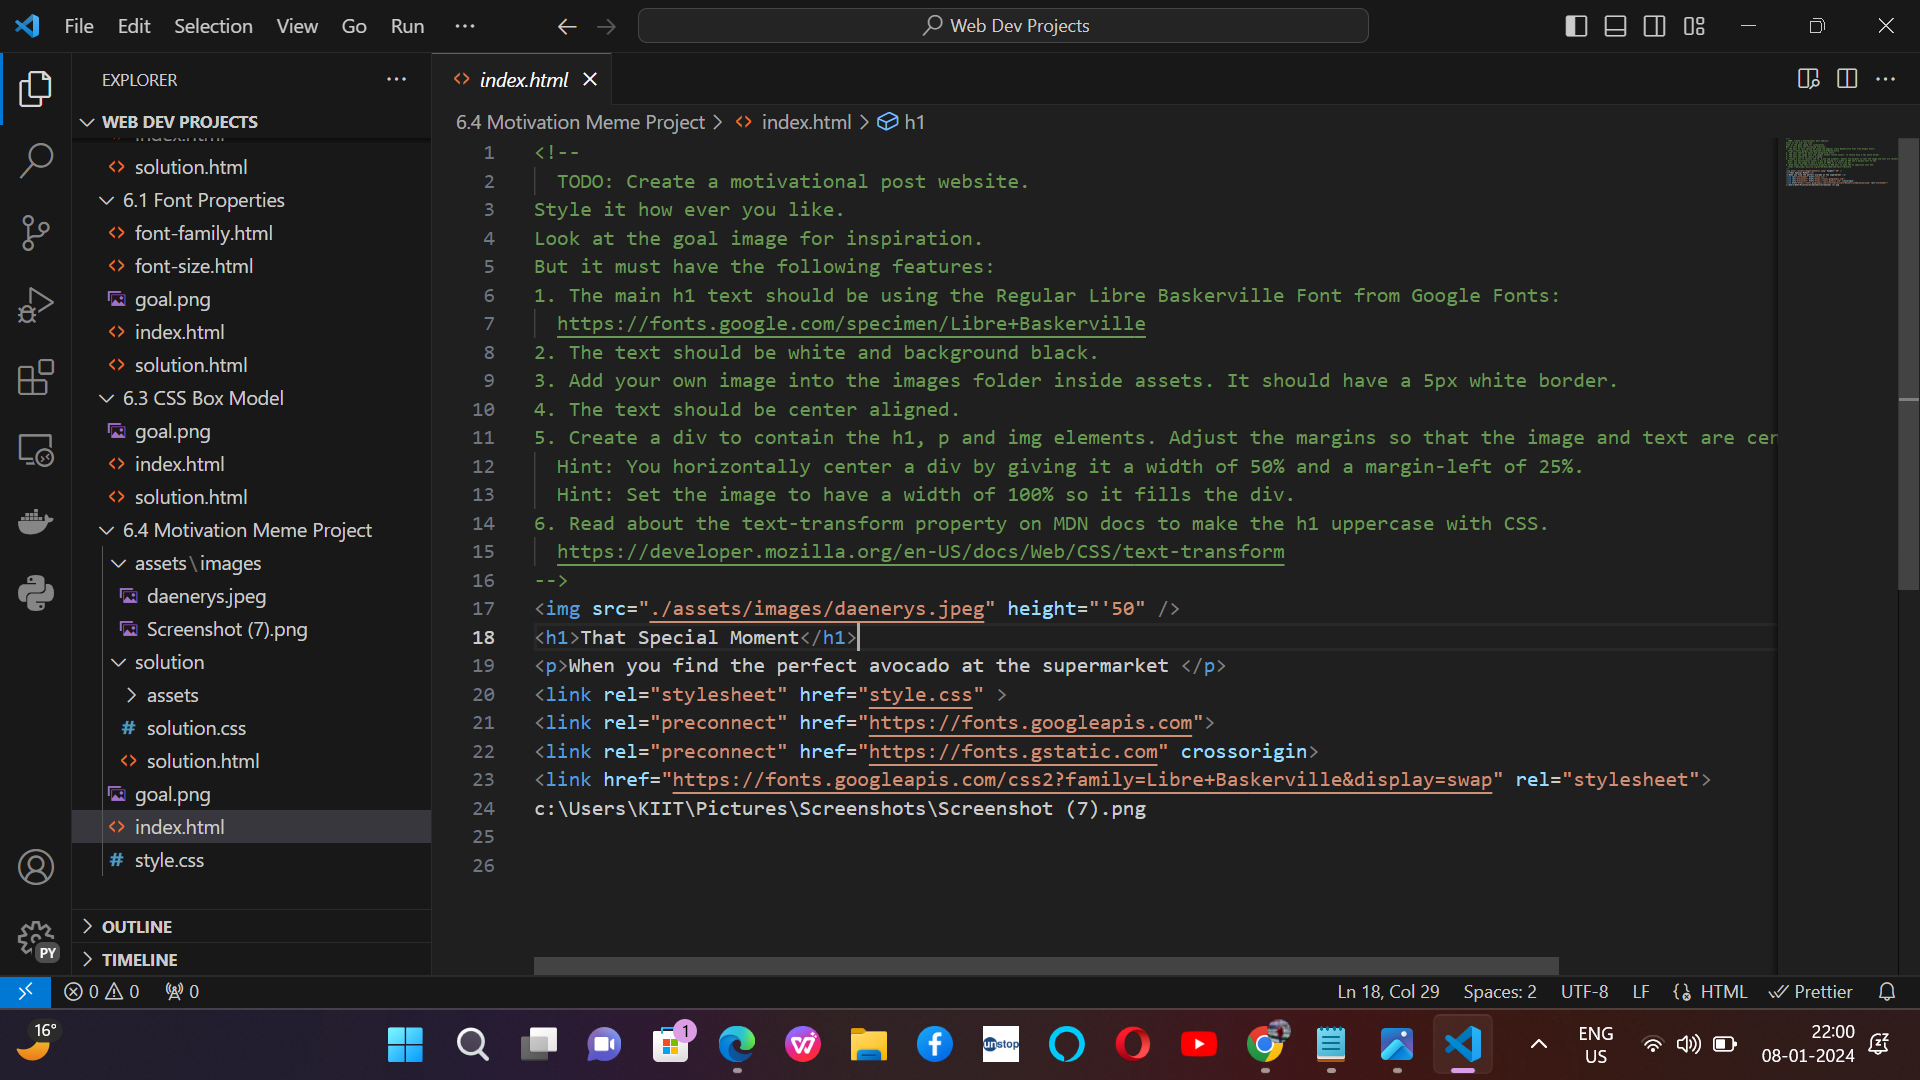 File Edit Selection View Go Run ··· Web Dev Projects
EXPLORER ···
index.html
WEB DEV PROJECTS
6.4 Motivation Meme Project > index.html > h1
index.html
solution.html
6.1 Font Properties
font-family.html
font-size.html
goal.png
index.html
solution.html
6.3 CSS Box Model
goal.png
index.html
solution.html
6.4 Motivation Meme Project
assets\images
daenerys.jpeg
Screenshot (7).png
solution
assets
solution.css
solution.html
goal.png
index.html
style.css
OUTLINE
TIMELINE
1 <!--
2 TODO: Create a motivational post website.
3 Style it how ever you like.
4 Look at the goal image for inspiration.
5 But it must have the following features:
6 1. The main h1 text should be using the Regular Libre Baskerville Font from Google Fonts:
7 https://fonts.google.com/specimen/Libre+Baskerville
8 2. The text should be white and background black.
9 3. Add your own image into the images folder inside assets. It should have a 5px white border.
10 4. The text should be center aligned.
11 5. Create a div to contain the h1, p and img elements. Adjust the margins so that the image and text are cen
12 Hint: You horizontally center a div by giving it a width of 50% and a margin-left of 25%.
13 Hint: Set the image to have a width of 100% so it fills the div.
14 6. Read about the text-transform property on MDN docs to make the h1 uppercase with CSS.
15 https://developer.mozilla.org/en-US/docs/Web/CSS/text-transform
16 -->
17 <img src="./assets/images/daenerys.jpeg" height="'50" />
18 <h1>That Special Moment</h1>
19 <p>When you find the perfect avocado at the supermarket </p>
20 <link rel="stylesheet" href="style.css" >
21 <link rel="preconnect" href="https://fonts.googleapis.com">
22 <link rel="preconnect" href="https://fonts.gstatic.com" crossorigin>
23 <link href="https://fonts.googleapis.com/css2?family=Libre+Baskerville&display=swap" rel="stylesheet">
24 c:\Users\KIIT\Pictures\Screenshots\Screenshot (7).png
25
26
PY
0 0 0 Ln 18, Col 29 Spaces: 2 UTF-8 LF HTML Prettier
16° 1 unstop ENG 22:00
US 08-01-2024